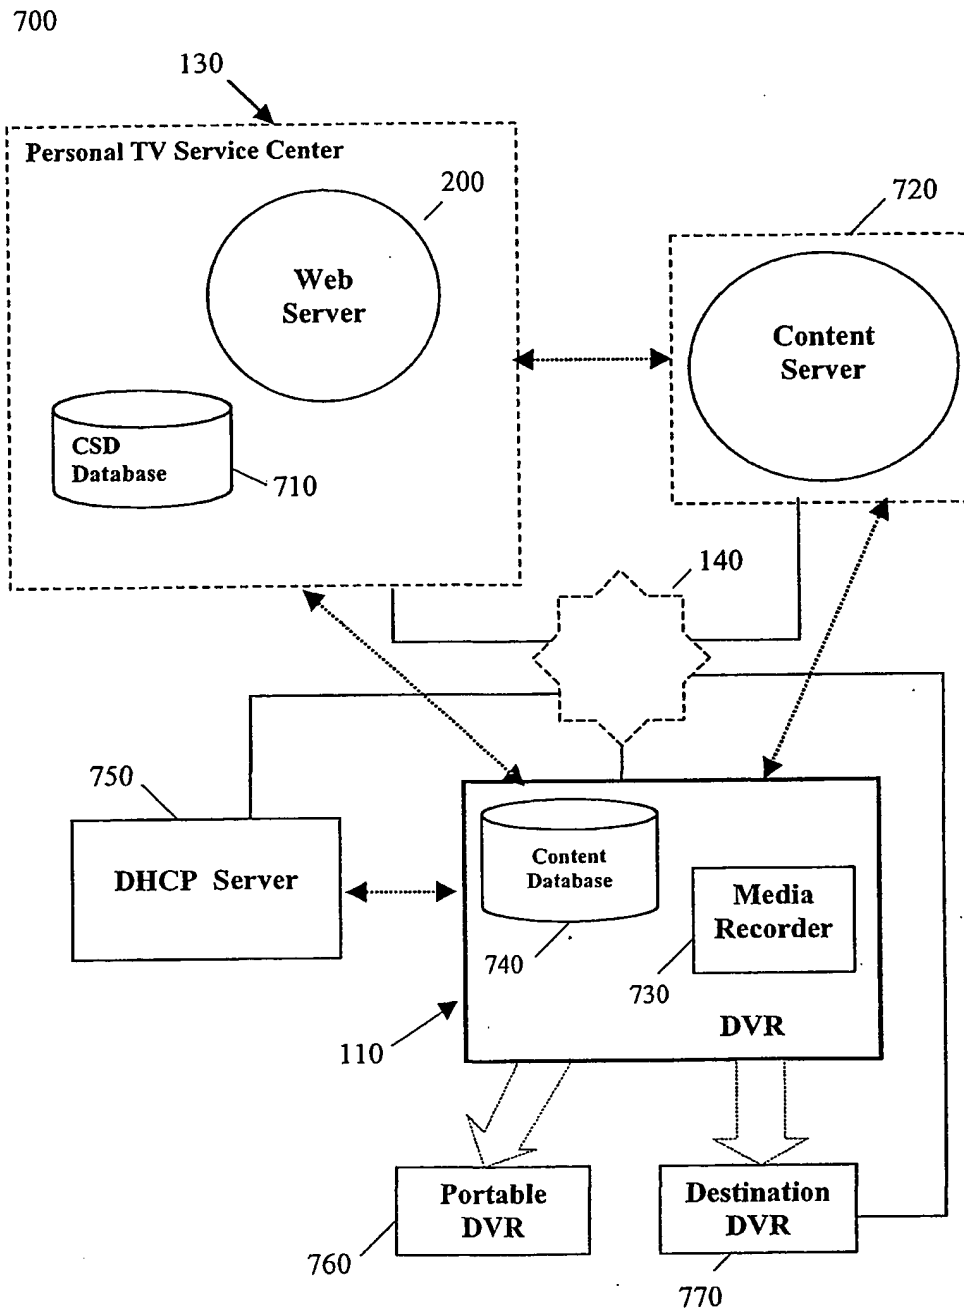 700
130
Personal TV Service Center
200
720
Web
Server
Content
Server
CSD
Database
710
140
750
DHCP Server
Content
Database
Media
Recorder
740
730
DVR
110
Portable
DVR
Destination
DVR
760
770